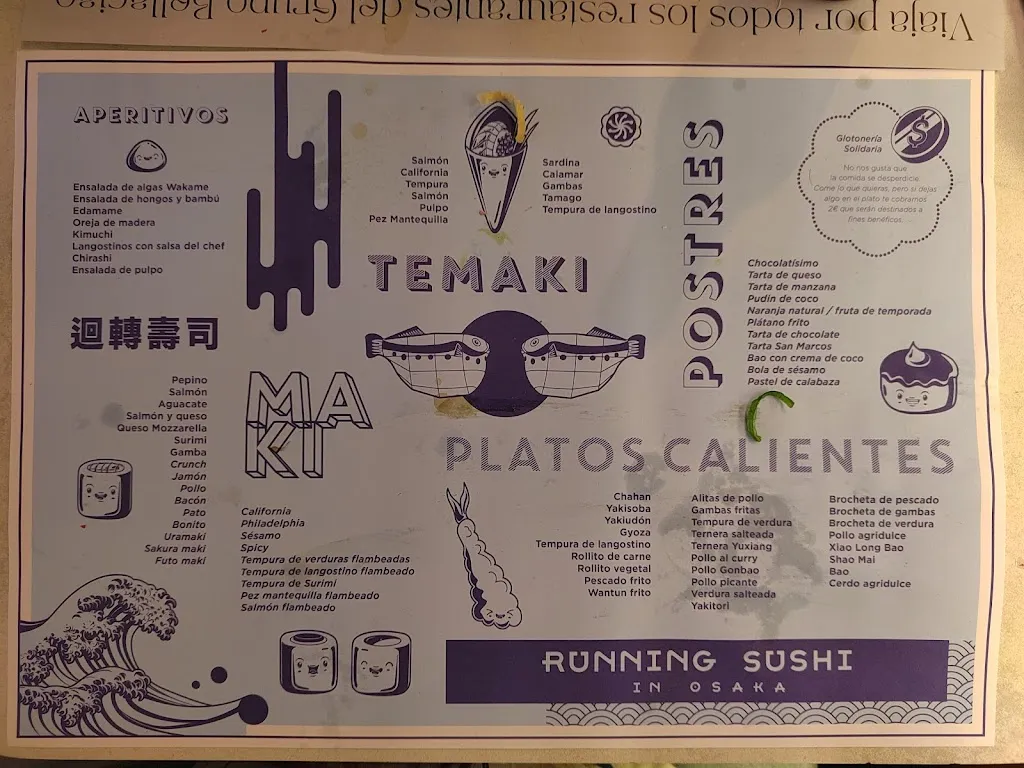 Viaja por todos los restaurantes del Grupo Bellaciao
APERITIVOS
Ensalada de algas Wakame
Ensalada de hongos y bambú
Edamame
Oreja de madera
Kimuchi
Langostinos con salsa del chef
Chirashi
Ensalada de pulpo
迴轉壽司
Salmón
California
Tempura
Salmón
Pulpo
Pez Mantequilla
Sardina
Calamar
Gambas
Tamago
Tempura de langostino
TEMAKI
POSTRES
Chocolatísimo
Tarta de queso
Tarta de manzana
Pudin de coco
Naranja natural / fruta de temporada
Plátano frito
Tarta de chocolate
Tarta San Marcos
Bao con crema de coco
Bola de sésamo
Pastel de calabaza
Glotonería
Solidaria
$
No nos gusta que
la comida se desperdicie.
Come lo que quieras, pero si dejas
algo en el plato te cobramos
2€ que serán destinados a
fines benéficos.
MA
KI
Pepino
Salmón
Aguacate
Salmón y queso
Queso Mozzarella
Surimi
Gamba
Crunch
Jamón
Pollo
Bacón
Pato
Bonito
Uramaki
Sakura maki
Futo maki
California
Philadelphia
Sésamo
Spicy
Tempura de verduras flambeadas
Tempura de langostino flambeado
Tempura de Surimi
Pez mantequilla flambeado
Salmón flambeado
PLATOS CALIENTES
Chahan
Yakisoba
Yakiudón
Gyoza
Tempura de langostino
Rollito de carne
Rollito vegetal
Pescado frito
Wantun frito
Alitas de pollo
Gambas fritas
Tempura de verdura
Ternera salteada
Ternera Yuxiang
Pollo al curry
Pollo Gonbao
Pollo picante
Verdura salteada
Yakitori
Brocheta de pescado
Brocheta de gambas
Brocheta de verdura
Pollo agridulce
Xiao Long Bao
Shao Mai
Bao
Cerdo agridulce
RUNNING SUSHI
IN OSAKA